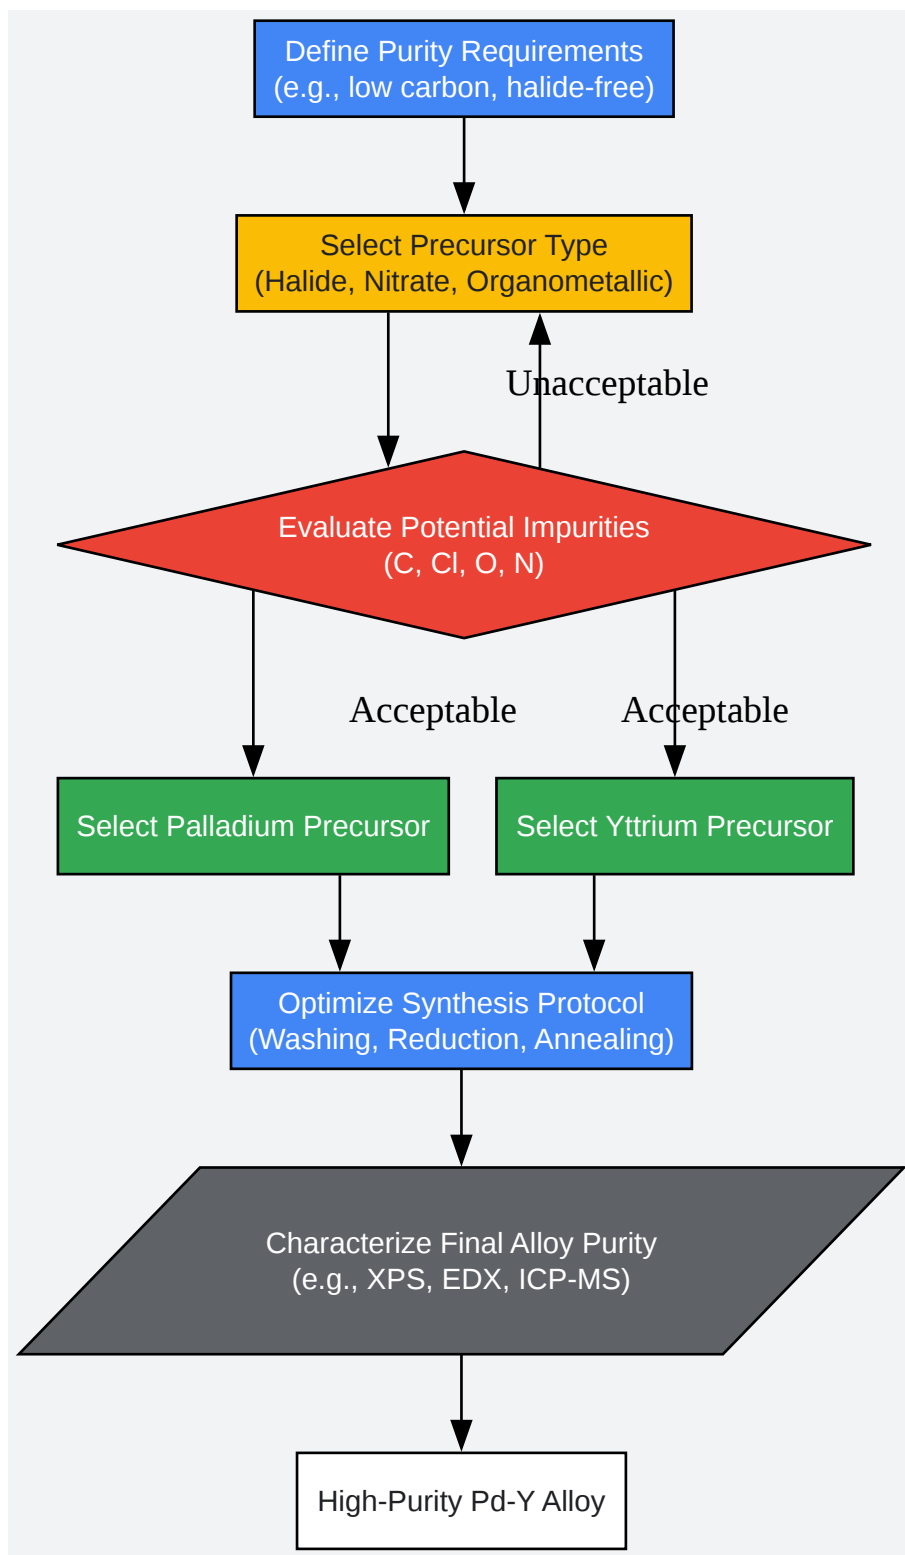 Define Purity Requirements
(e.g., low carbon, halide-free)
Select Precursor Type
(Halide, Nitrate, Organometallic)
Unacceptable
Evaluate Potential Impurities
(C, Cl, O, N)
Acceptable
Acceptable
Select Palladium Precursor
Select Yttrium Precursor
Optimize Synthesis Protocol
(Washing, Reduction, Annealing)
Characterize Final Alloy Purity
(e.g., XPS, EDX, ICP-MS)
High-Purity Pd-Y Alloy